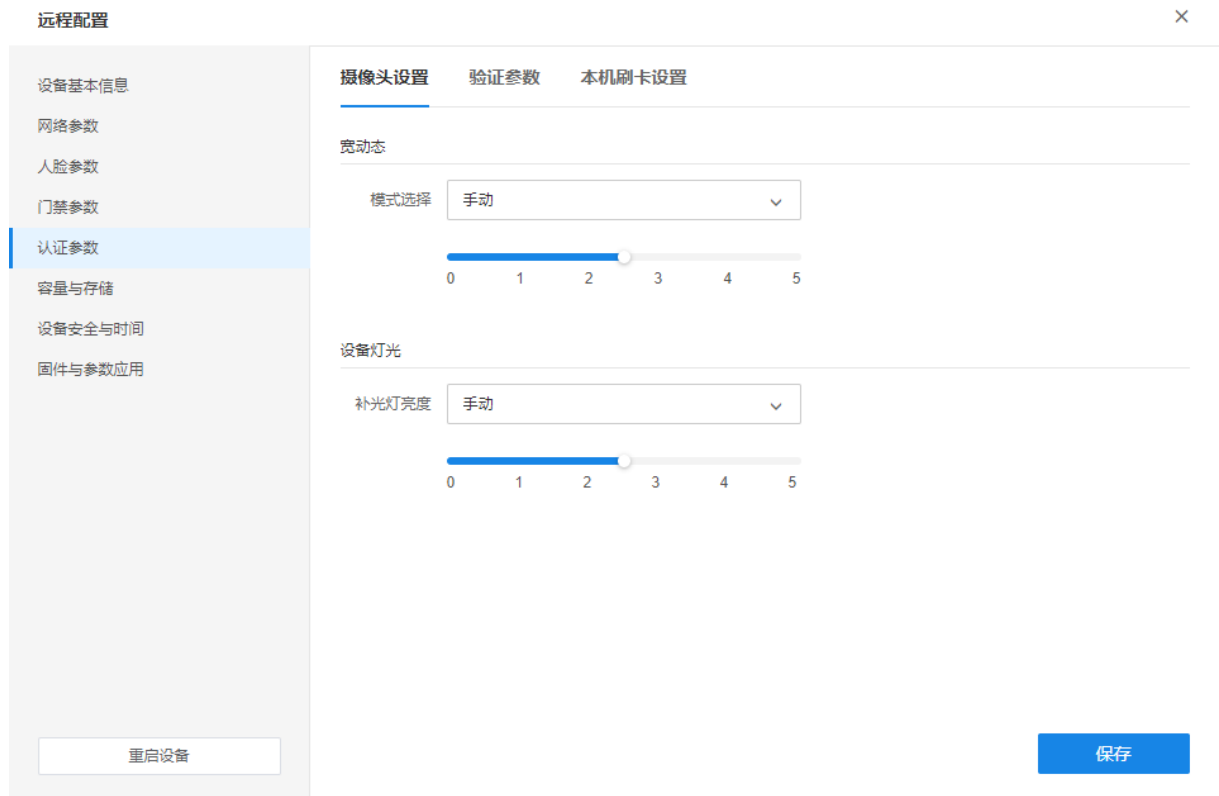 远程配置
设备基本信息
网络参数
人脸参数
门禁参数
认证参数
容量与存储
设备安全与时间
固件与参数应用
重启设备
摄像头设置 验证参数 本机刷卡设置
宽动态
模式选择 手动
0 1 2 3 4 5
设备灯光
补光灯亮度 手动
0 1 2 3 4 5
保存